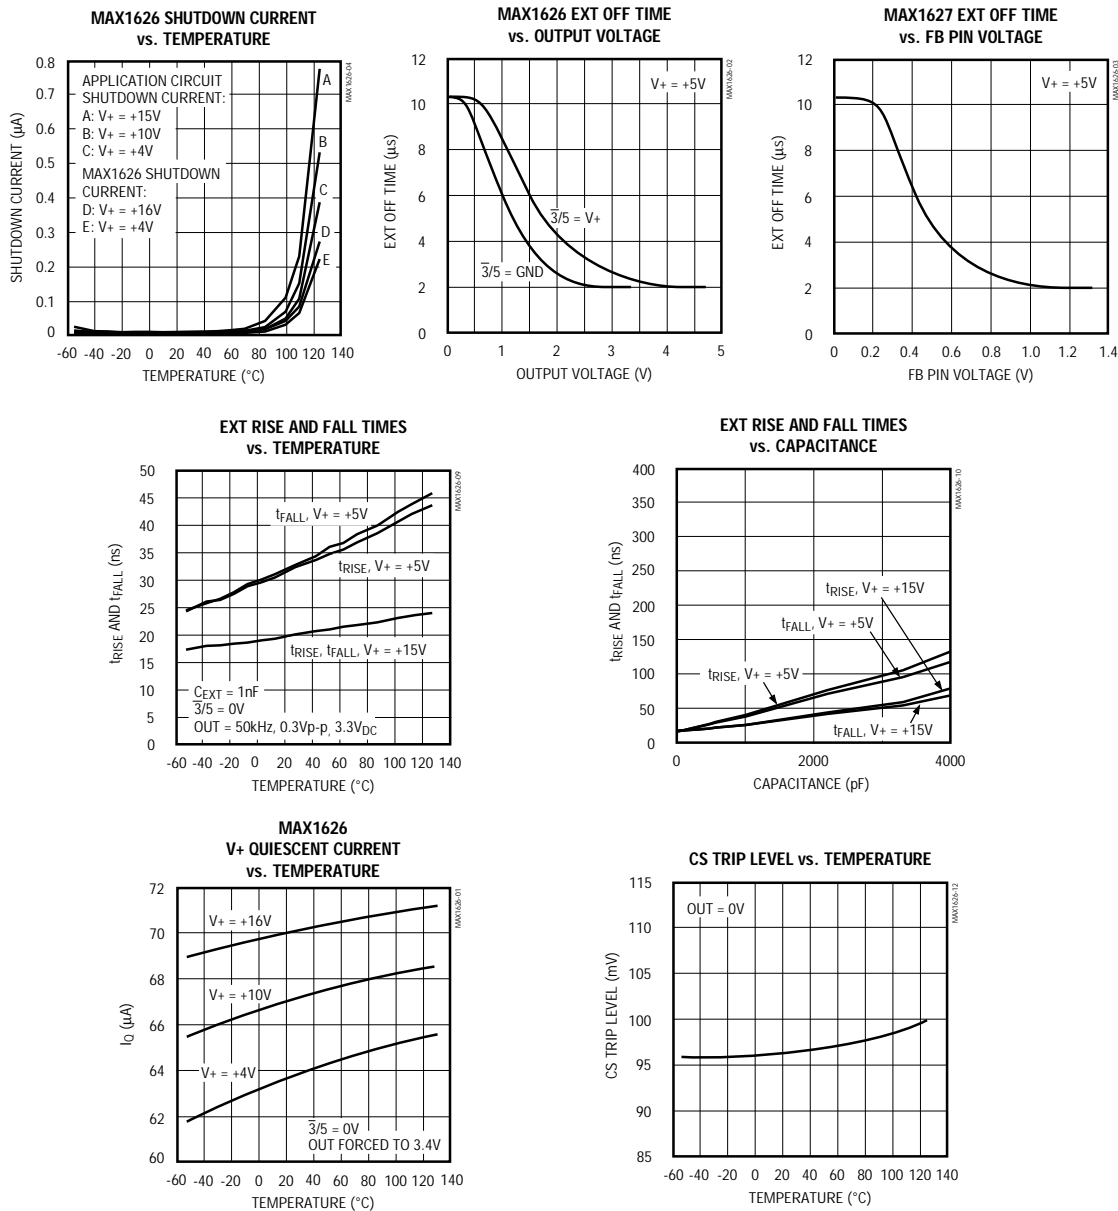 MAX1626 SHUTDOWN CURRENT
vs. TEMPERATURE
MAX1626-04
SHUTDOWN CURRENT (µA)
0.8
0.7
0.6
0.5
0.4
0.3
0.2
0.1
0
APPLICATION CIRCUIT
SHUTDOWN CURRENT:
A: V+ = +15V
B: V+ = +10V
C: V+ = +4V
MAX1626 SHUTDOWN
CURRENT:
D: V+ = +16V
E: V+ = +4V
A
B
C
D
E
-60 -40 -20 0 20 40 60 80 100 120 140
TEMPERATURE (°C)
MAX1626 EXT OFF TIME
vs. OUTPUT VOLTAGE
MAX1626-02
EXT OFF TIME (µs)
12
10
8
6
4
2
0
V+ = +5V
3/5 = V+
3/5 = GND
0 1 2 3 4 5
OUTPUT VOLTAGE (V)
MAX1627 EXT OFF TIME
vs. FB PIN VOLTAGE
MAX1626-03
EXT OFF TIME (µs)
12
10
8
6
4
2
0
V+ = +5V
0 0.2 0.4 0.6 0.8 1.0 1.2 1.4
FB PIN VOLTAGE (V)
EXT RISE AND FALL TIMES
vs. TEMPERATURE
MAX1626-09
tRISE AND tFALL (ns)
50
45
40
35
30
25
20
15
10
5
0
tFALL, V+ = +5V
tRISE, V+ = +5V
tRISE, tFALL, V+ = +15V
CEXT = 1nF
3/5 = 0V
OUT = 50kHz, 0.3Vp-p, 3.3VDC
-60 -40 -20 0 20 40 60 80 100 120 140
TEMPERATURE (°C)
EXT RISE AND FALL TIMES
vs. CAPACITANCE
MAX1626-10
tRISE AND tFALL (ns)
400
350
300
250
200
150
100
50
0
tRISE, V+ = +15V
tFALL, V+ = +5V
tRISE, V+ = +5V
tFALL, V+ = +15V
0 2000 4000
CAPACITANCE (pF)
MAX1626
V+ QUIESCENT CURRENT
vs. TEMPERATURE
MAX1626-01
IQ (µA)
72
70
68
66
64
62
60
V+ = +16V
V+ = +10V
V+ = +4V
3/5 = 0V
OUT FORCED TO 3.4V
-60 -40 -20 0 20 40 60 80 100 120 140
TEMPERATURE (°C)
CS TRIP LEVEL vs. TEMPERATURE
MAX1626-12
CS TRIP LEVEL (mV)
115
110
105
100
95
90
85
OUT = 0V
-60 -40 -20 0 20 40 60 80 100 120 140
TEMPERATURE (°C)